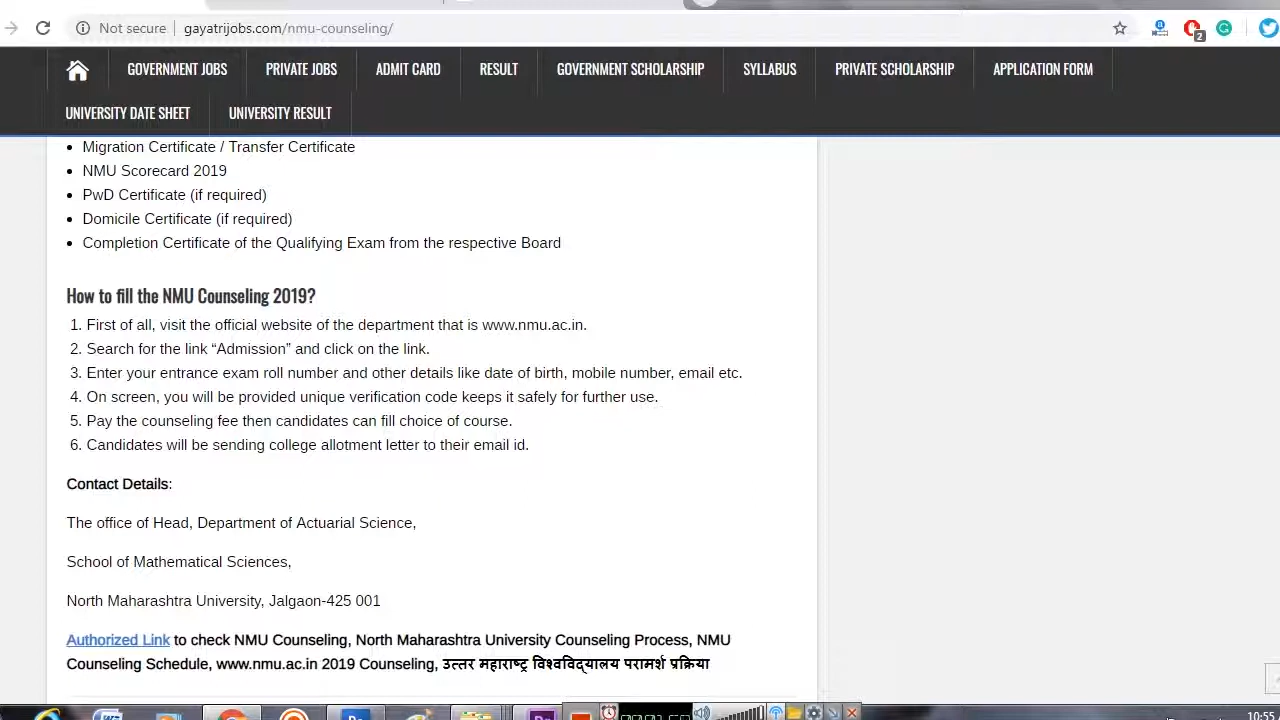 Not secure gayatrijobs.com/nmu-counseling/
2
GOVERNMENT JOBS PRIVATE JOBS ADMIT CARD RESULT GOVERNMENT SCHOLARSHIP SYLLABUS PRIVATE SCHOLARSHIP APPLICATION FORM
UNIVERSITY DATE SHEET UNIVERSITY RESULT
• Migration Certificate / Transfer Certificate
• NMU Scorecard 2019
• PwD Certificate (if required)
• Domicile Certificate (if required)
• Completion Certificate of the Qualifying Exam from the respective Board
How to fill the NMU Counseling 2019?
1. First of all, visit the official website of the department that is www.nmu.ac.in.
2. Search for the link “Admission” and click on the link.
3. Enter your entrance exam roll number and other details like date of birth, mobile number, email etc.
4. On screen, you will be provided unique verification code keeps it safely for further use.
5. Pay the counseling fee then candidates can fill choice of course.
6. Candidates will be sending college allotment letter to their email id.
Contact Details:
The office of Head, Department of Actuarial Science,
School of Mathematical Sciences,
North Maharashtra University, Jalgaon-425 001
Authorized Link to check NMU Counseling, North Maharashtra University Counseling Process, NMU
Counseling Schedule, www.nmu.ac.in 2019 Counseling, उत्तर महाराष्ट्र विश्वविद्यालय परामर्श प्रक्रिया
10:55